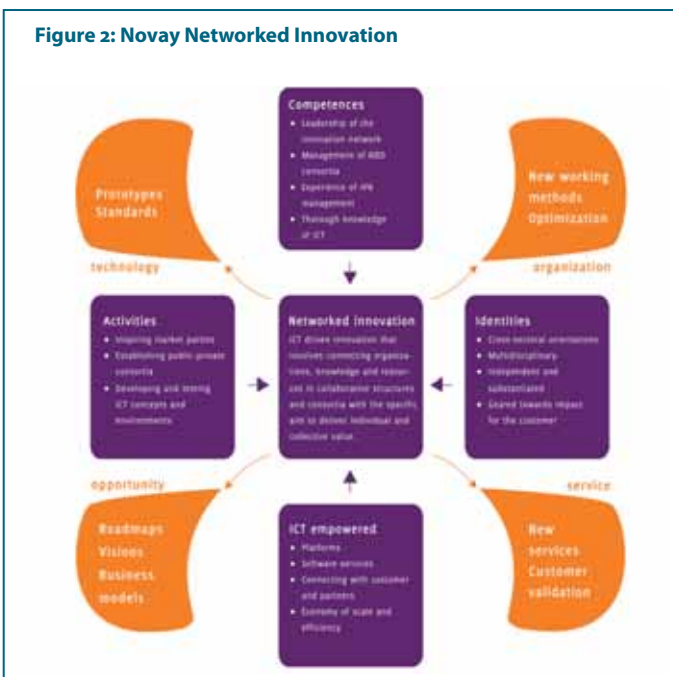 Figure 2: Novay Networked Innovation
Competences
• Leadership of the
innovation network
• Management of R&D
consortia
• Experience of IPR
management
• Thorough knowledge
of ICT
Prototypes
Standards
technology
New working
methods
Optimization
organization
Activities
• Inspiring market parties
• Establishing public-private
consortia
• Developing and testing
ICT concepts and
environments
Networked innovation
ICT driven innovation that
involves connecting organiza-
tions, knowledge and resour-
ces in collaborative structures
and consortia with the specific
aim to deliver individual and
collective value.
Identities
• Cross-sectoral orientations
• Multidisciplinary
• Independent and
substantiated
• Geared towards impact
for the customer
opportunity
Roadmaps
Visions
Business
models
ICT empowered
• Platforms
• Software services
• Connecting with customer
and partners
• Economy of scale and
efficiency
service
New
services
Customer
validation